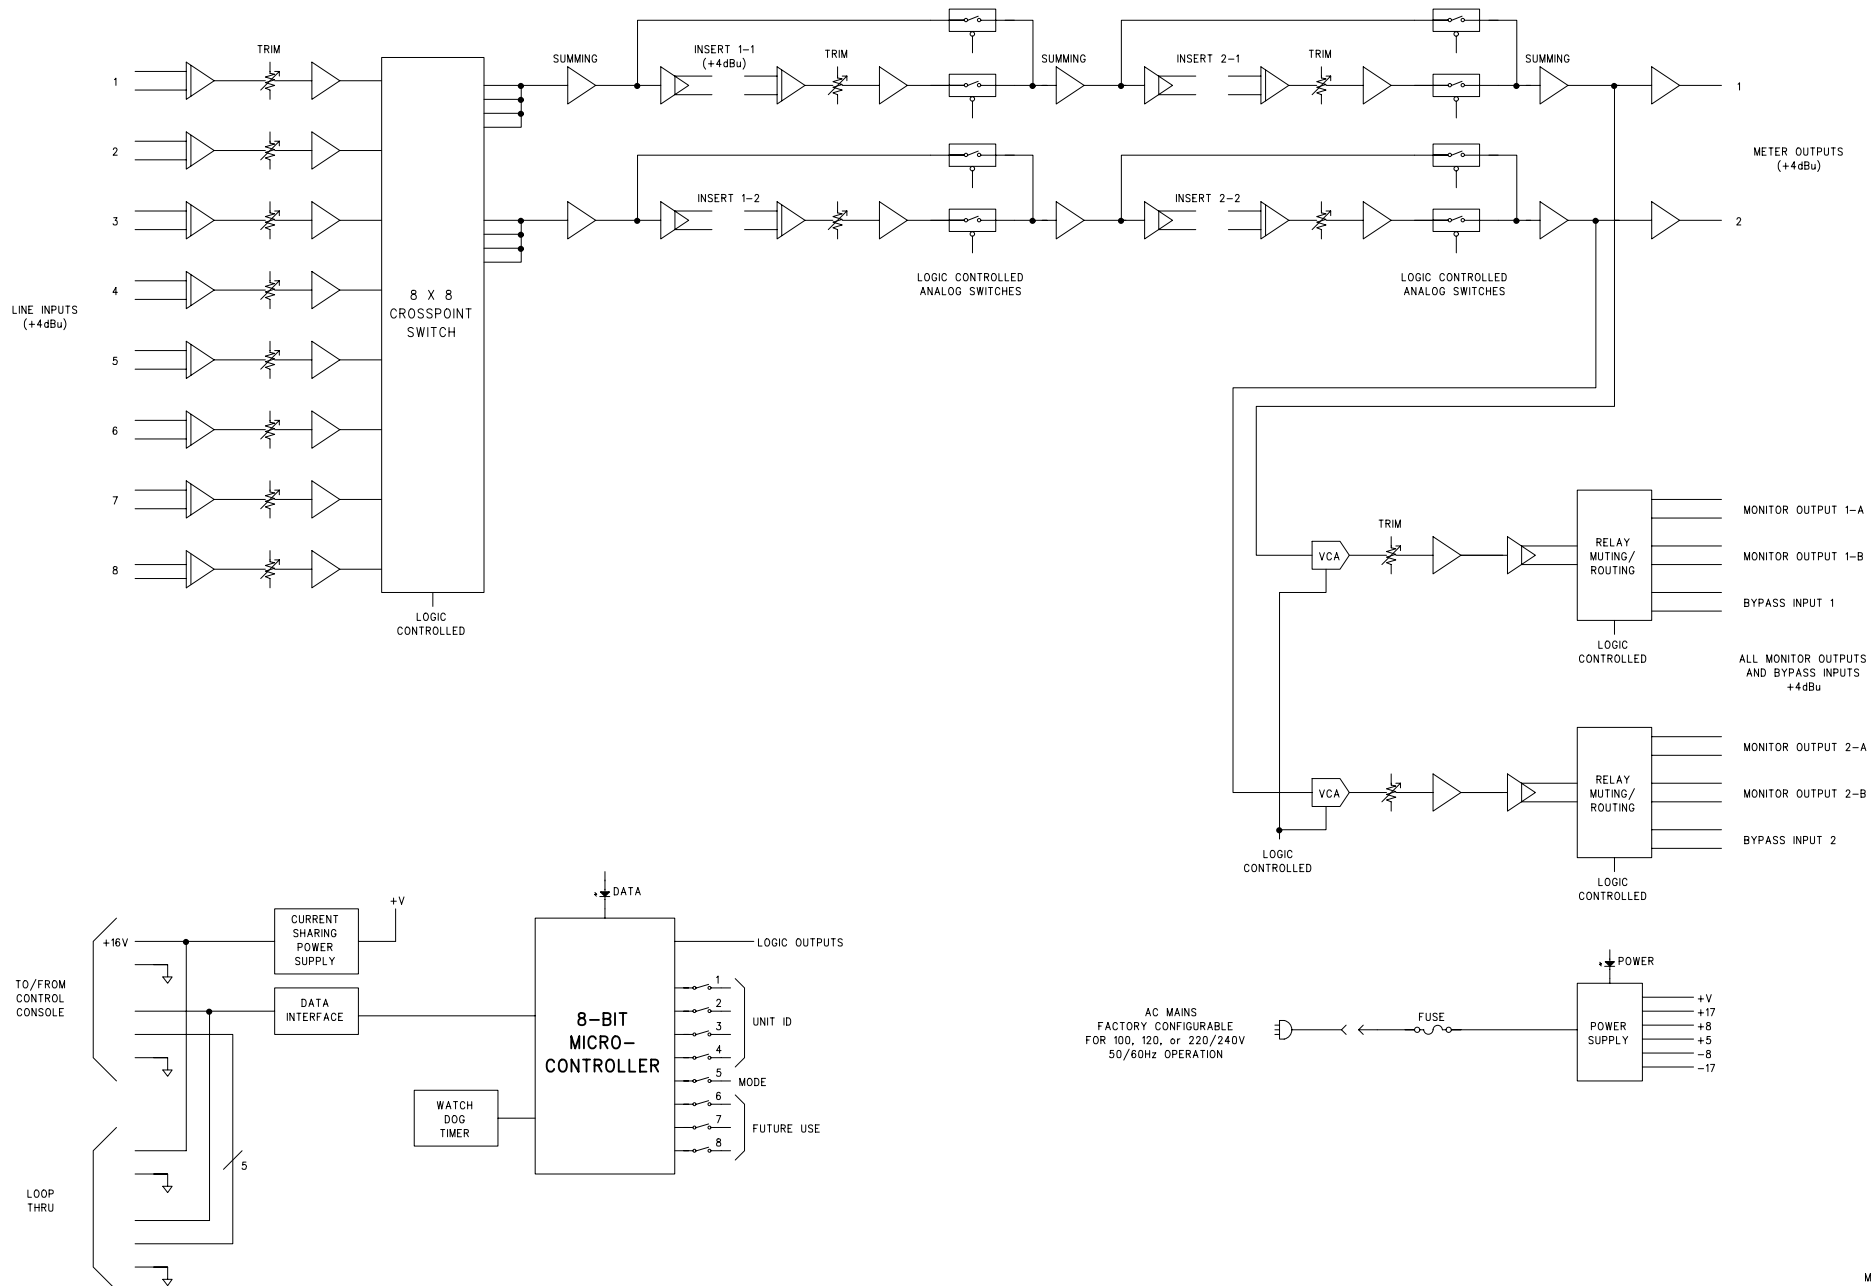 TRIM
1
2
3
4
5
6
7
8
LINE INPUTS
(+4dBu)
8 X 8
CROSSPOINT
SWITCH
LOGIC
CONTROLLED
SUMMING
INSERT 1-1
(+4dBu)
TRIM
SUMMING
INSERT 2-1
TRIM
SUMMING
1
METER OUTPUTS
(+4dBu)
INSERT 1-2
INSERT 2-2
2
LOGIC CONTROLLED
ANALOG SWITCHES
LOGIC CONTROLLED
ANALOG SWITCHES
VCA
TRIM
RELAY
MUTING/
ROUTING
MONITOR OUTPUT 1-A
MONITOR OUTPUT 1-B
BYPASS INPUT 1
LOGIC
CONTROLLED
ALL MONITOR OUTPUTS
AND BYPASS INPUTS
+4dBu
VCA
RELAY
MUTING/
ROUTING
MONITOR OUTPUT 2-A
MONITOR OUTPUT 2-B
BYPASS INPUT 2
LOGIC
CONTROLLED
LOGIC
CONTROLLED
TO/FROM
CONTROL
CONSOLE
+16V
CURRENT
SHARING
POWER
SUPPLY
+V
DATA
INTERFACE
LOOP
THRU
5
WATCH
DOG
TIMER
DATA
8-BIT
MICRO-
CONTROLLER
LOGIC OUTPUTS
1
2
3
4
UNIT ID
5 MODE
6
7
8
FUTURE USE
AC MAINS
FACTORY CONFIGURABLE
FOR 100, 120, or 220/240V
50/60Hz OPERATION
FUSE
POWER
POWER
SUPPLY
+V
+17
+8
+5
-8
-17
M